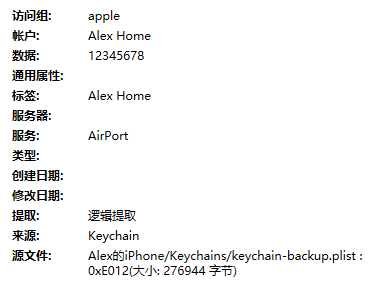 访问组: apple
帐户: Alex Home
数据: 12345678
通用属性:
标签: Alex Home
服务器:
服务: AirPort
类型:
创建日期:
修改日期:
提取: 逻辑提取
来源: Keychain
源文件: Alex的iPhone/Keychains/keychain-backup.plist :
0xE012(大小: 276944 字节)